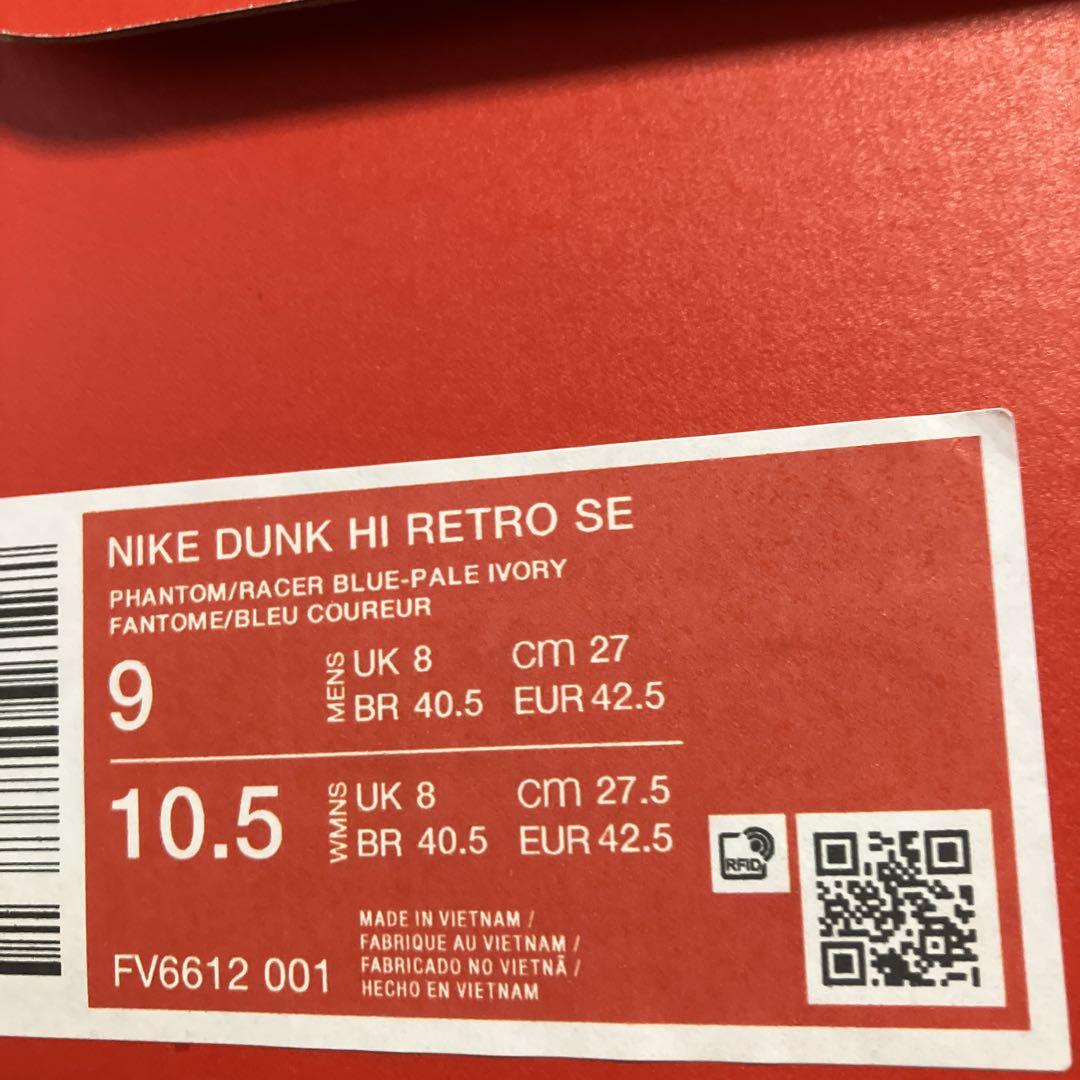 NIKE DUNK HI RETRO SE
PHANTOM/RACER BLUE-PALE IVORY
FANTOME/BLEU COUREUR
9
MENS
UK 8 cm 27
BR 40.5 EUR 42.5
10.5
WMNS
UK 8 cm 27.5
BR 40.5 EUR 42.5
RFID
FV6612 001
MADE IN VIETNAM /
FABRIQUE AU VIETNAM /
FABRICADO NO VIETNÃ /
HECHO EN VIETNAM